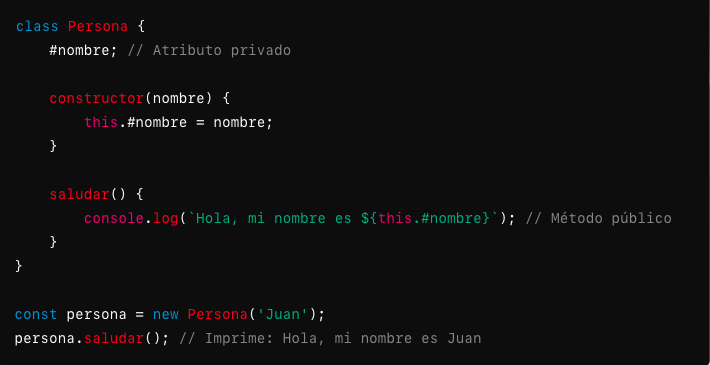 class Persona {
    #nombre; // Atributo privado

    constructor(nombre) {
        this.#nombre = nombre;
    }

    saludar() {
        console.log(`Hola, mi nombre es ${this.#nombre}`); // Método público
    }
}

const persona = new Persona('Juan');
persona.saludar(); // Imprime: Hola, mi nombre es Juan